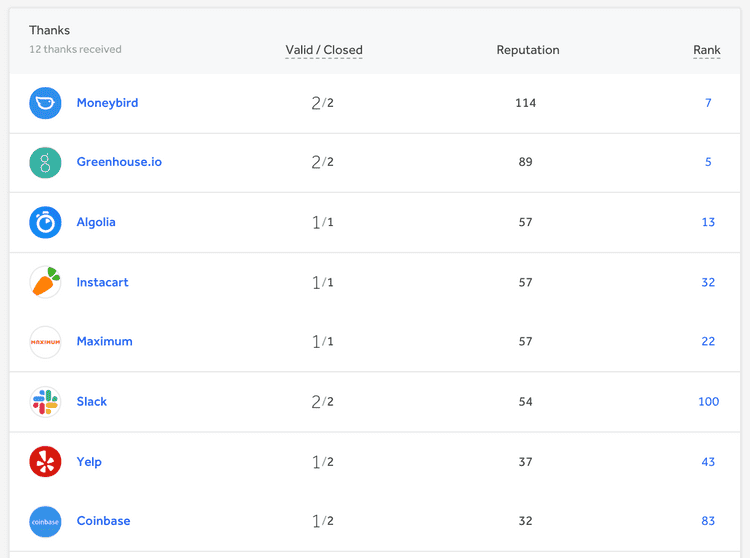 Thanks
12 thanks received
Valid / Closed Reputation Rank
Moneybird 2/2 114 7
Greenhouse.io 2/2 89 5
Algolia 1/1 57 13
Instacart 1/1 57 32
MAXIMUM Maximum 1/1 57 22
Slack 2/2 54 100
Yelp 1/2 37 43
coinbase Coinbase 1/2 32 83